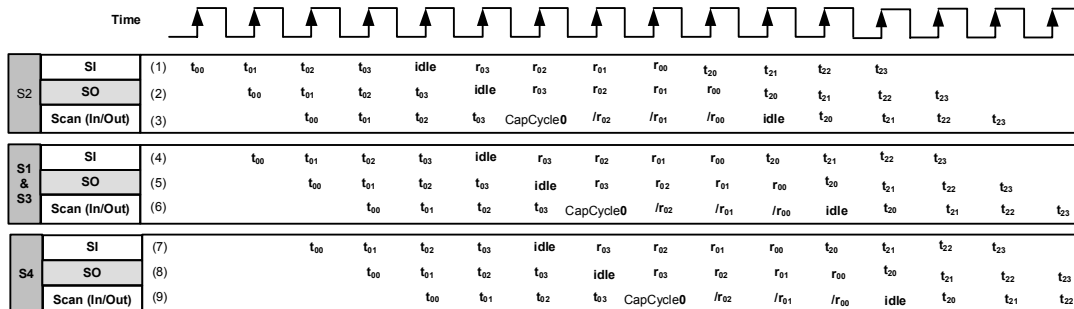 Time
SI (1) t00 t01 t02 t03 idle r03 r02 r01 r00 t20 t21 t22 t23
S2 SO (2) t00 t01 t02 t03 idle r03 r02 r01 r00 t20 t21 t22 t23
Scan (In/Out) (3) t00 t01 t02 t03 CapCycle0 /r02 /r01 /r00 idle t20 t21 t22 t23
SI (4) t00 t01 t02 t03 idle r03 r02 r01 r00 t20 t21 t22 t23
S1 & S3 SO (5) t00 t01 t02 t03 idle r03 r02 r01 r00 t20 t21 t22 t23
Scan (In/Out) (6) t00 t01 t02 t03 CapCycle0 /r02 /r01 /r00 idle t20 t21 t22 t23
SI (7) t00 t01 t02 t03 idle r03 r02 r01 r00 t20 t21 t22 t23
S4 SO (8) t00 t01 t02 t03 idle r03 r02 r01 r00 t20 t21 t22 t23
Scan (In/Out) (9) t00 t01 t02 t03 CapCycle0 /r02 /r01 /r00 idle t20 t21 t22